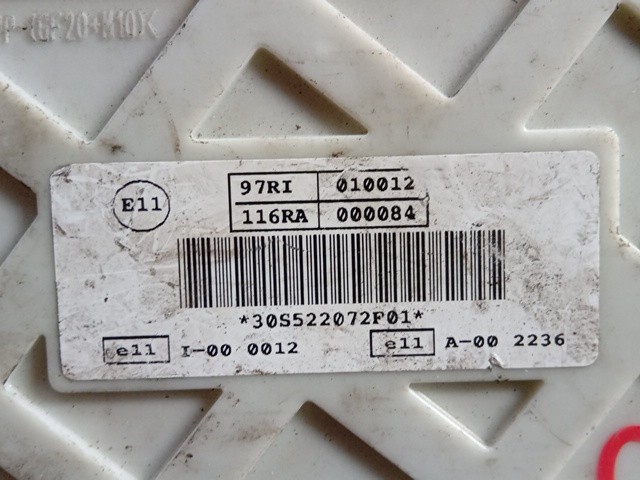 E11
97RI 010012
116RA 000084
*30S522072F01*
e11 I-00 0012 e11 A-00 2236